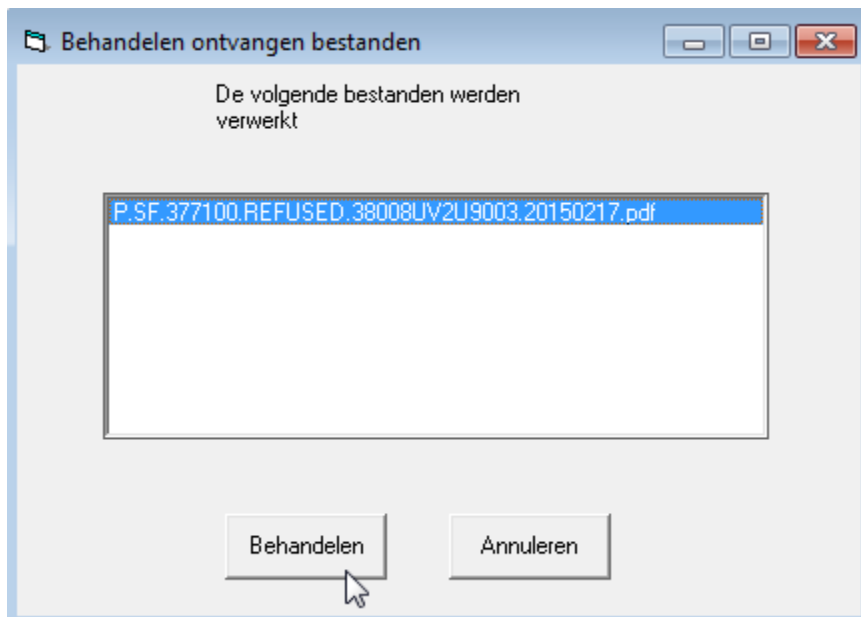 Behandelen ontvangen bestanden
De volgende bestanden werden
verwerkt
P.SF.377100.REFUSED.38008UV2U9003.20150217.pdf
Behandelen
Annuleren